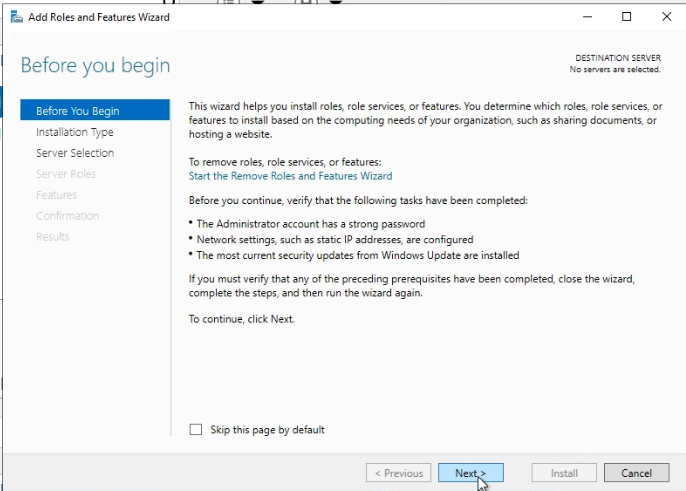 Add Roles and Features Wizard
Before you begin
DESTINATION SERVER
No servers are selected.
Before You Begin
Installation Type
Server Selection
Server Roles
Features
Confirmation
Results
This wizard helps you install roles, role services, or features. You determine which roles, role services, or
features to install based on the computing needs of your organization, such as sharing documents, or
hosting a website.
To remove roles, role services, or features:
Start the Remove Roles and Features Wizard
Before you continue, verify that the following tasks have been completed:
• The Administrator account has a strong password
• Network settings, such as static IP addresses, are configured
• The most current security updates from Windows Update are installed
If you must verify that any of the preceding prerequisites have been completed, close the wizard,
complete the steps, and then run the wizard again.
To continue, click Next.
Skip this page by default
< Previous
Next >
Install
Cancel